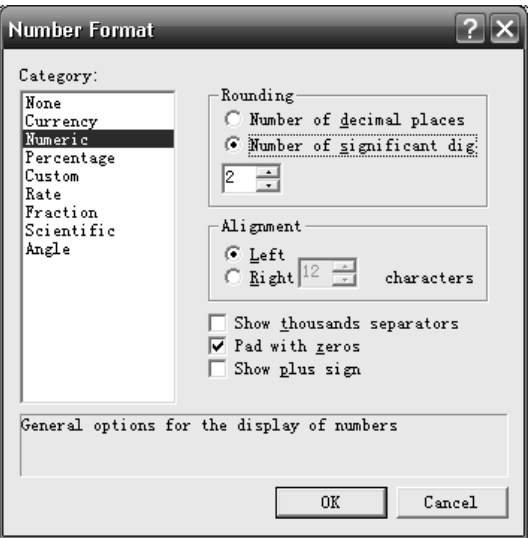 Number Format
Category:
None
Currency
Numeric
Percentage
Custom
Rate
Fraction
Scientific
Angle
Rounding
Number of decimal places
Number of significant dig
2
Alignment
Left
Right 12 characters
Show thousands separators
Pad with zeros
Show plus sign
General options for the display of numbers
OK Cancel